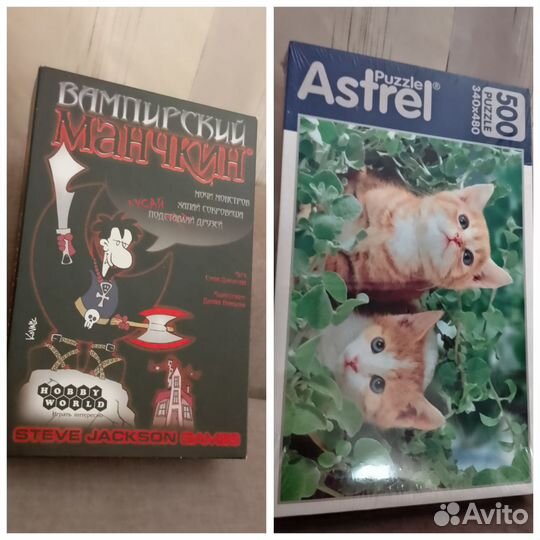 ВАМПИРСКИЙ
МАНЧКИН
МОЧИ МОНСТРОВ
ХАПАЙ СОКРОВИЩА
КУСАЙ
ПОДСТАВЛЯЙ ДРУЗЕЙ
HOBBY
WORLD
Играть интересно
STEVE JACKSON GAMES
Puzzle
Astrel®
500
PUZZLE
340x480
Avito